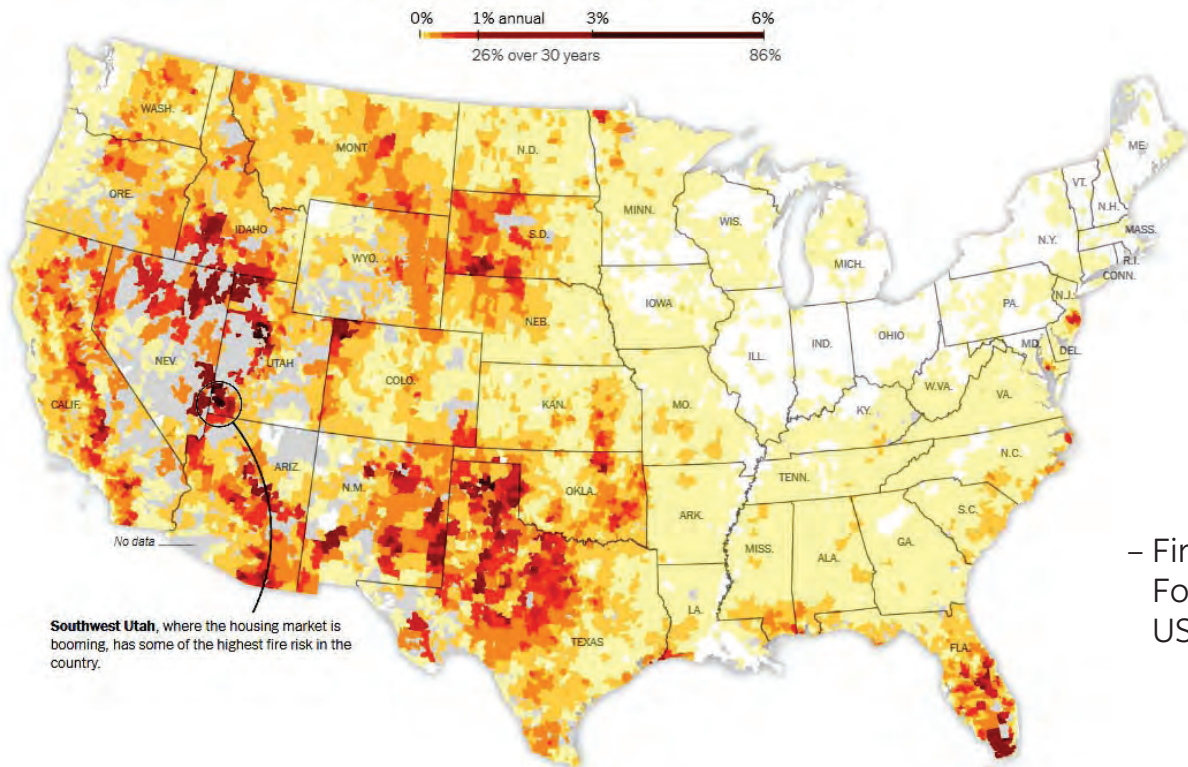 0% 1% annual 3% 6%
26% over 30 years 86%
WASH.
MONT.
N.D.
MINN.
ME.
VT.
N.H.
ORE.
IDAHO
WYO.
S.D.
WIS.
MICH.
N.Y.
MASS.
R.I.
CONN.
NEV.
UTAH
NEB.
IOWA
ILL.
IND.
OHIO
PA.
N.J.
MD.
DEL.
CALIF.
COLO.
KAN.
MO.
KY.
W.VA.
VA.
ARIZ.
N.M.
OKLA.
ARK.
TENN.
N.C.
S.C.
No data
TEXAS
LA.
MISS.
ALA.
GA.
FLA.
Southwest Utah, where the housing market is
booming, has some of the highest fire risk in the
country.
– Fir
Fo
US